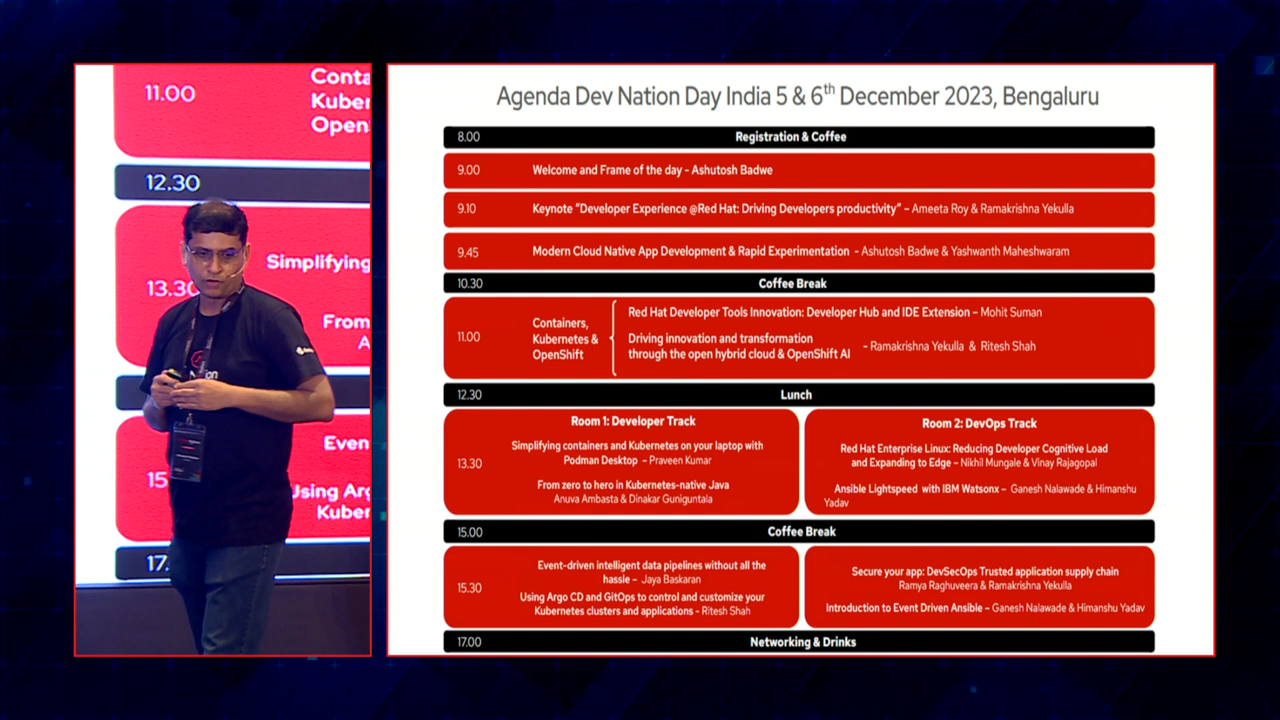 11.00
Conta
Kuber
Open
12.30
13.30
Simplifying
From
A
Even
15
Using Arg
Kuber
17.
Agenda Dev Nation Day India 5 & 6th December 2023, Bengaluru
8.00 Registration & Coffee
9.00 Welcome and Frame of the day - Ashutosh Badwe
9.10 Keynote "Developer Experience @Red Hat: Driving Developers productivity" – Ameeta Roy & Ramakrishna Yekulla
9.45 Modern Cloud Native App Development & Rapid Experimentation - Ashutosh Badwe & Yashwanth Maheshwaram
10.30 Coffee Break
11.00
Containers,
Kubernetes &
OpenShift
Red Hat Developer Tools Innovation: Developer Hub and IDE Extension – Mohit Suman
Driving innovation and transformation
through the open hybrid cloud & OpenShift AI
- Ramakrishna Yekulla & Ritesh Shah
12.30 Lunch
13.30
Room 1: Developer Track
Simplifying containers and Kubernetes on your laptop with
Podman Desktop – Praveen Kumar
From zero to hero in Kubernetes-native Java
Anuva Ambasta & Dinakar Guniguntala
Room 2: DevOps Track
Red Hat Enterprise Linux: Reducing Developer Cognitive Load
and Expanding to Edge – Nikhil Mungale & Vinay Rajagopal
Ansible Lightspeed with IBM Watsonx – Ganesh Nalawade & Himanshu
Yadav
15.00 Coffee Break
15.30
Event-driven intelligent data pipelines without all the
hassle – Jaya Baskaran
Using Argo CD and GitOps to control and customize your
Kubernetes clusters and applications - Ritesh Shah
Secure your app: DevSecOps Trusted application supply chain
Ramya Raghuveera & Ramakrishna Yekulla
Introduction to Event Driven Ansible – Ganesh Nalawade & Himanshu Yadav
17.00 Networking & Drinks